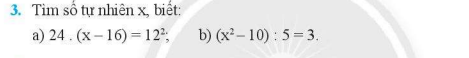 3. Tìm số tự nhiên x, biết:
a) 24 . (x – 16) = 12²; b) (x² – 10) : 5 = 3.